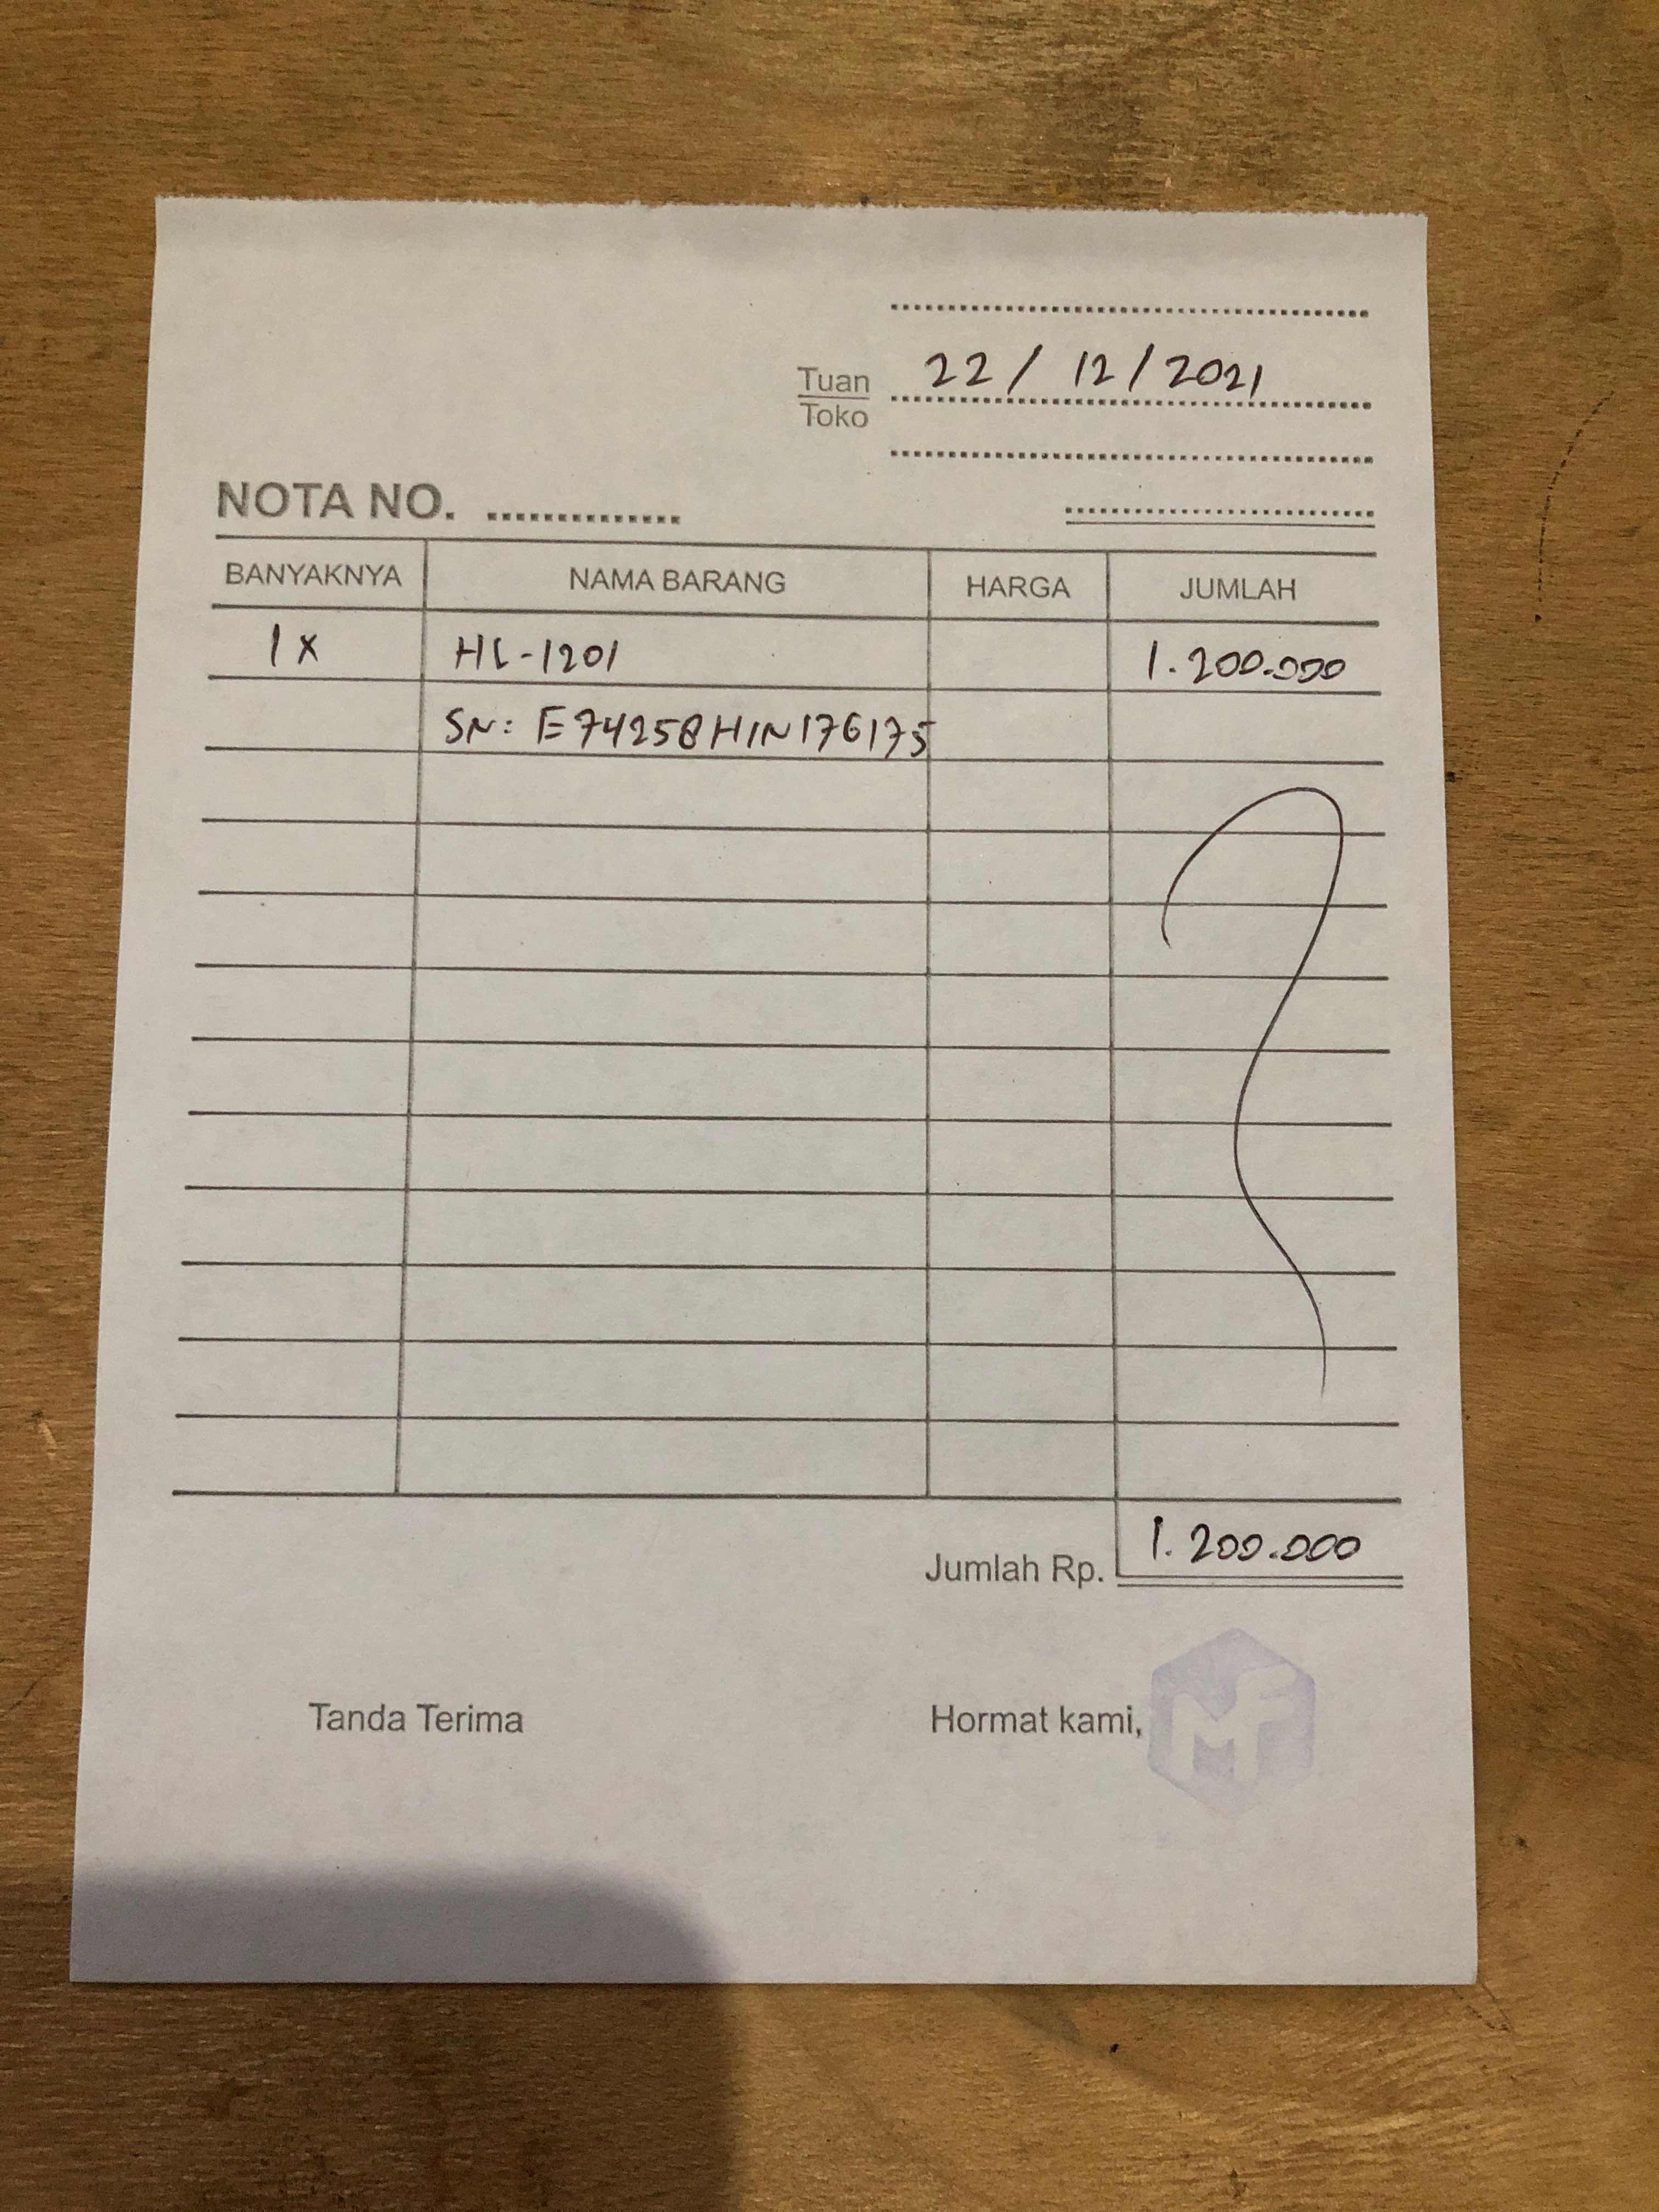 22/12/2021
Tuan
Toko
NOTA NO.
BANYAKNYA NAMA BARANG HARGA JUMLAH
1x HL-1201 1.200.000
SN: E74258H1N176175
Jumlah Rp. 1.200.000
Tanda Terima Hormat kami,
MF